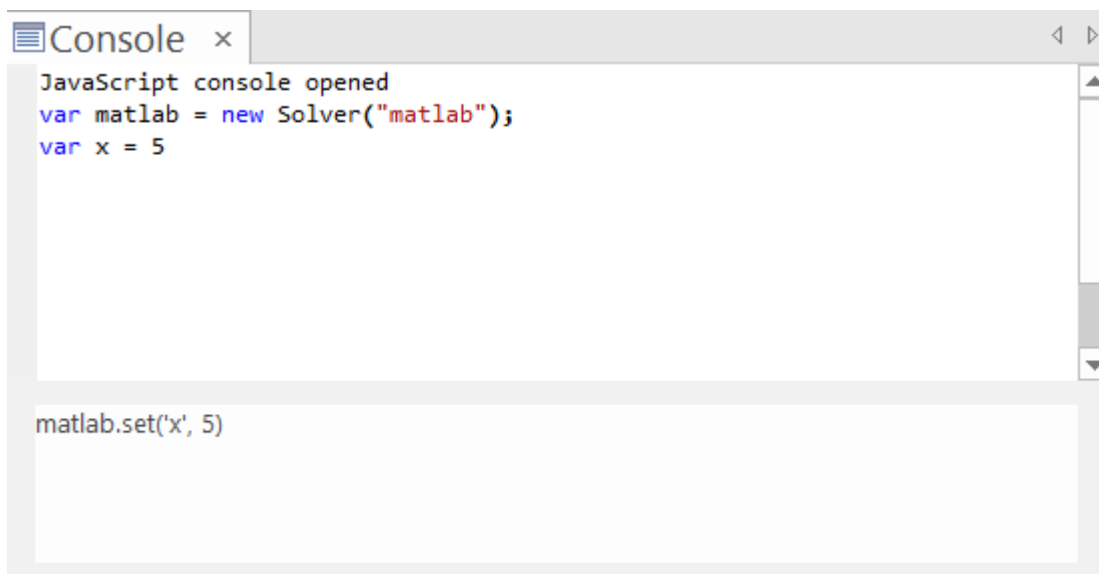 Console ×
JavaScript console opened
var matlab = new Solver("matlab");
var x = 5
matlab.set('x', 5)